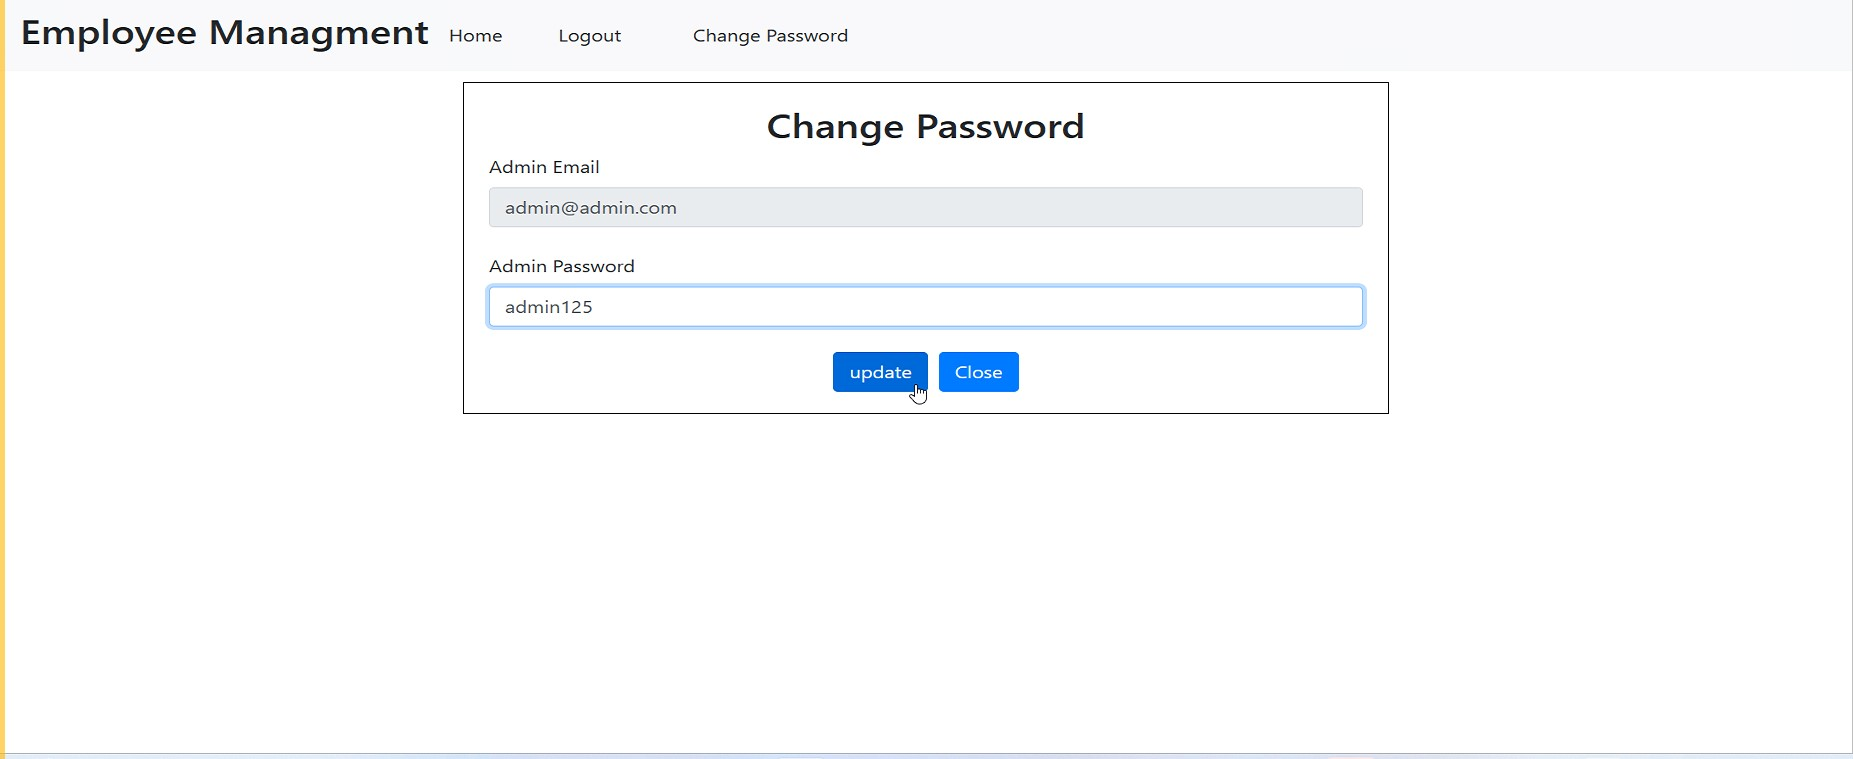 Employee Managment Home Logout Change Password
Change Password
Admin Email
admin@admin.com
Admin Password
admin125
update Close